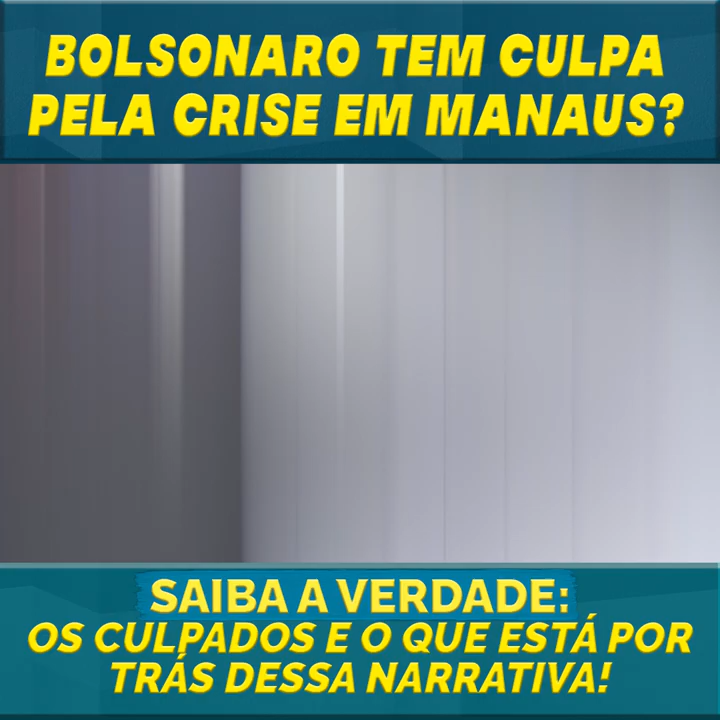 BOLSONARO TEM CULPA
PELA CRISE EM MANAUS?
SAIBA A VERDADE:
OS CULPADOS E O QUE ESTÁ POR
TRÁS DESSA NARRATIVA!